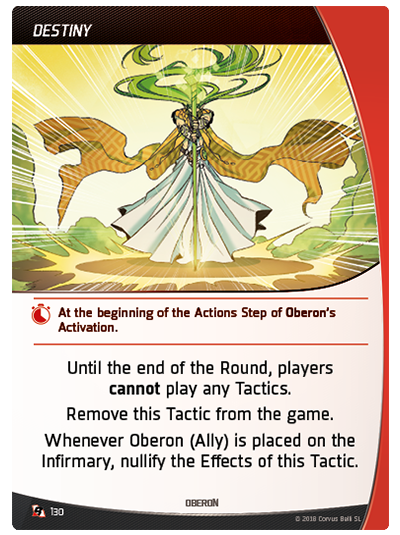 DESTINY
At the beginning of the Actions Step of Oberon's
Activation.
Until the end of the Round, players
cannot play any Tactics.
Remove this Tactic from the game.
Whenever Oberon (Ally) is placed on the
Infirmary, nullify the Effects of this Tactic.
130
OBERON
© 2018 Corvus Belli SL